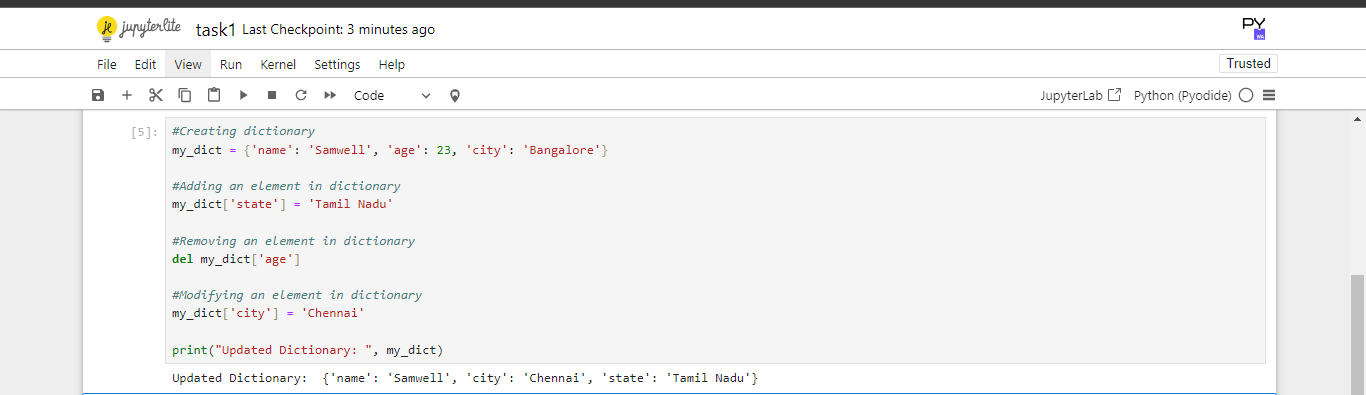 jupyterlite task1 Last Checkpoint: 3 minutes ago
File Edit View Run Kernel Settings Help Trusted
Code JupyterLab Python (Pyodide)
[5]: #Creating dictionary
my_dict = {'name': 'Samwell', 'age': 23, 'city': 'Bangalore'}
#Adding an element in dictionary
my_dict['state'] = 'Tamil Nadu'
#Removing an element in dictionary
del my_dict['age']
#Modifying an element in dictionary
my_dict['city'] = 'Chennai'
print("Updated Dictionary: ", my_dict)
Updated Dictionary:  {'name': 'Samwell', 'city': 'Chennai', 'state': 'Tamil Nadu'}
PY